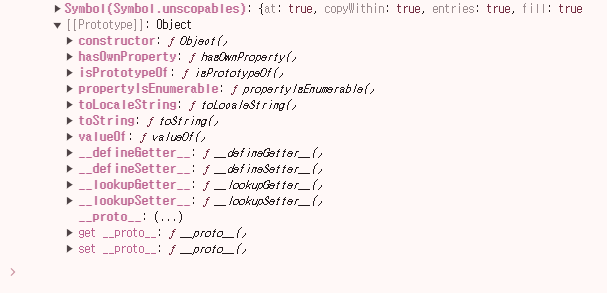 ▶ Symbol(Symbol.unscopables): {at: true, copyWithin: true, entries: true, fill: true
▼ [[Prototype]]: Object
▶ constructor: ƒ Object(,
▶ hasOwnProperty: ƒ hasOwnProperty(,
▶ isPrototypeOf: ƒ isPrototypeOf(,
▶ propertyIsEnumerable: ƒ propertyIsEnumerable(,
▶ toLocaleString: ƒ toLocaleString(,
▶ toString: ƒ toString(,
▶ valueOf: ƒ valueOf(,
▶ __defineGetter__: ƒ __defineGetter__(,
▶ __defineSetter__: ƒ __defineSetter__(,
▶ __lookupGetter__: ƒ __lookupGetter__(,
▶ __lookupSetter__: ƒ __lookupSetter__(,
__proto__: (...)
▶ get __proto__: ƒ __proto__(,
▶ set __proto__: ƒ __proto__(,
>